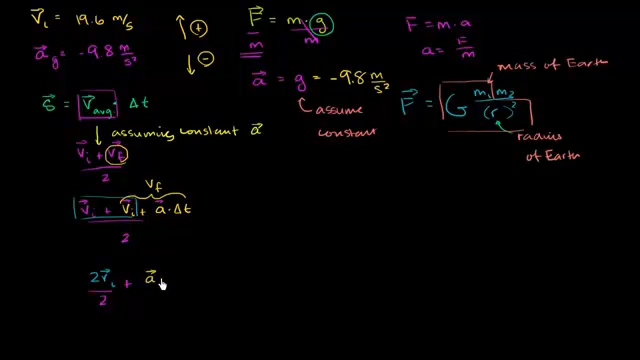 v⃗ᵢ = 19.6 m/s
a⃗g = -9.8 m/s²
+
-
s⃗ = v⃗avg · Δt
assuming constant a⃗
v⃗ᵢ + v⃗f
2
vf
v⃗ᵢ + v⃗ᵢ + a⃗ · Δt
2
2v⃗ᵢ + a⃗
2
F⃗ = m · g
m m
a⃗ = g = -9.8 m/s²
assume
constant
F = m · a
a = F/m
mass of Earth
F⃗ = G m₁ m₂
(r)²
radius
of Earth